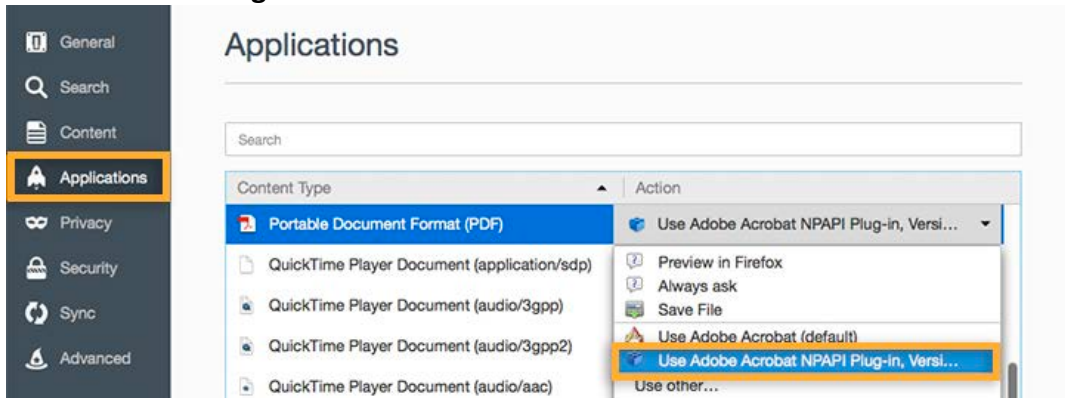 General
Search
Content
Applications
Privacy
Security
Sync
Advanced
Applications
Search
Content Type
Action
Portable Document Format (PDF)
Use Adobe Acrobat NPAPI Plug-in, Versi...
QuickTime Player Document (application/sdp)
QuickTime Player Document (audio/3gpp)
QuickTime Player Document (audio/3gpp2)
QuickTime Player Document (audio/aac)
Preview in Firefox
Always ask
Save File
Use Adobe Acrobat (default)
Use Adobe Acrobat NPAPI Plug-in, Versi...
Use other...